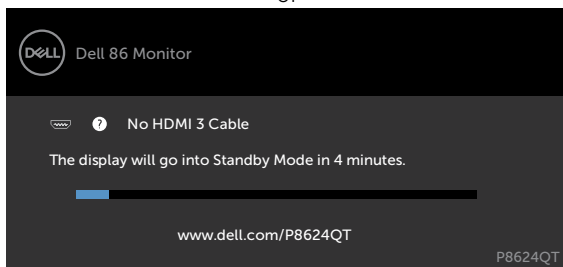 DELL Dell 86 Monitor
? No HDMI 3 Cable
The display will go into Standby Mode in 4 minutes.
www.dell.com/P8624QT
P8624QT